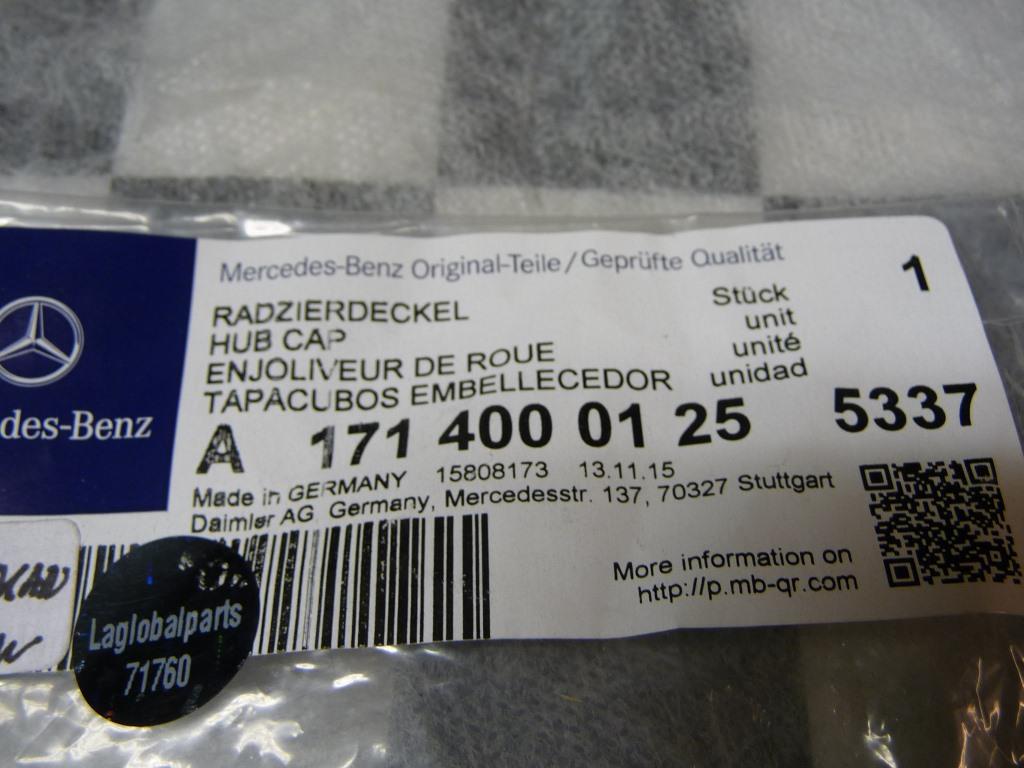 Mercedes-Benz Original-Teile / Geprüfte Qualität
1
RADZIERDECKEL
HUB CAP
ENJOLIVEUR DE ROUE
TAPACUBOS EMBELLECEDOR
Stück
unit
unité
unidad
A 171 400 01 25 5337
Made in GERMANY 15808173 13.11.15
Daimler AG Germany, Mercedesstr. 137, 70327 Stuttgart
More information on
http://p.mb-qr.com
des-Benz
Laglobalparts
71760